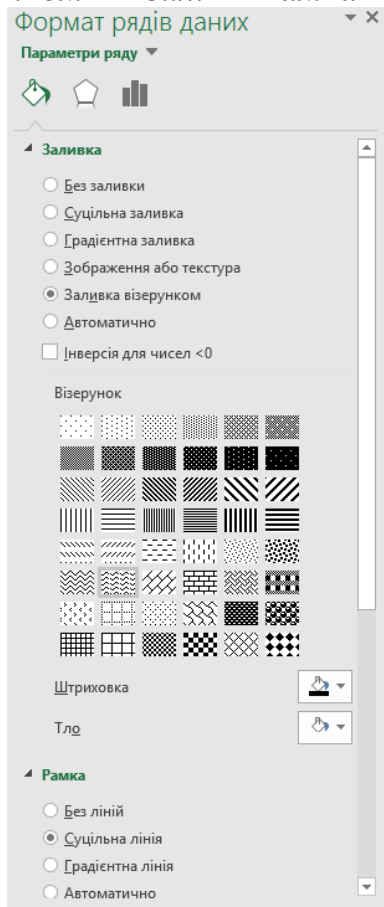 Формат рядів даних
Параметри ряду
Заливка
Без заливки
Суцільна заливка
Градієнтна заливка
Зображення або текстура
Заливка візерунком
Автоматично
Інверсія для чисел <0
Візерунок
Штриховка
Тло
Рамка
Без ліній
Суцільна лінія
Градієнтна лінія
Автоматично